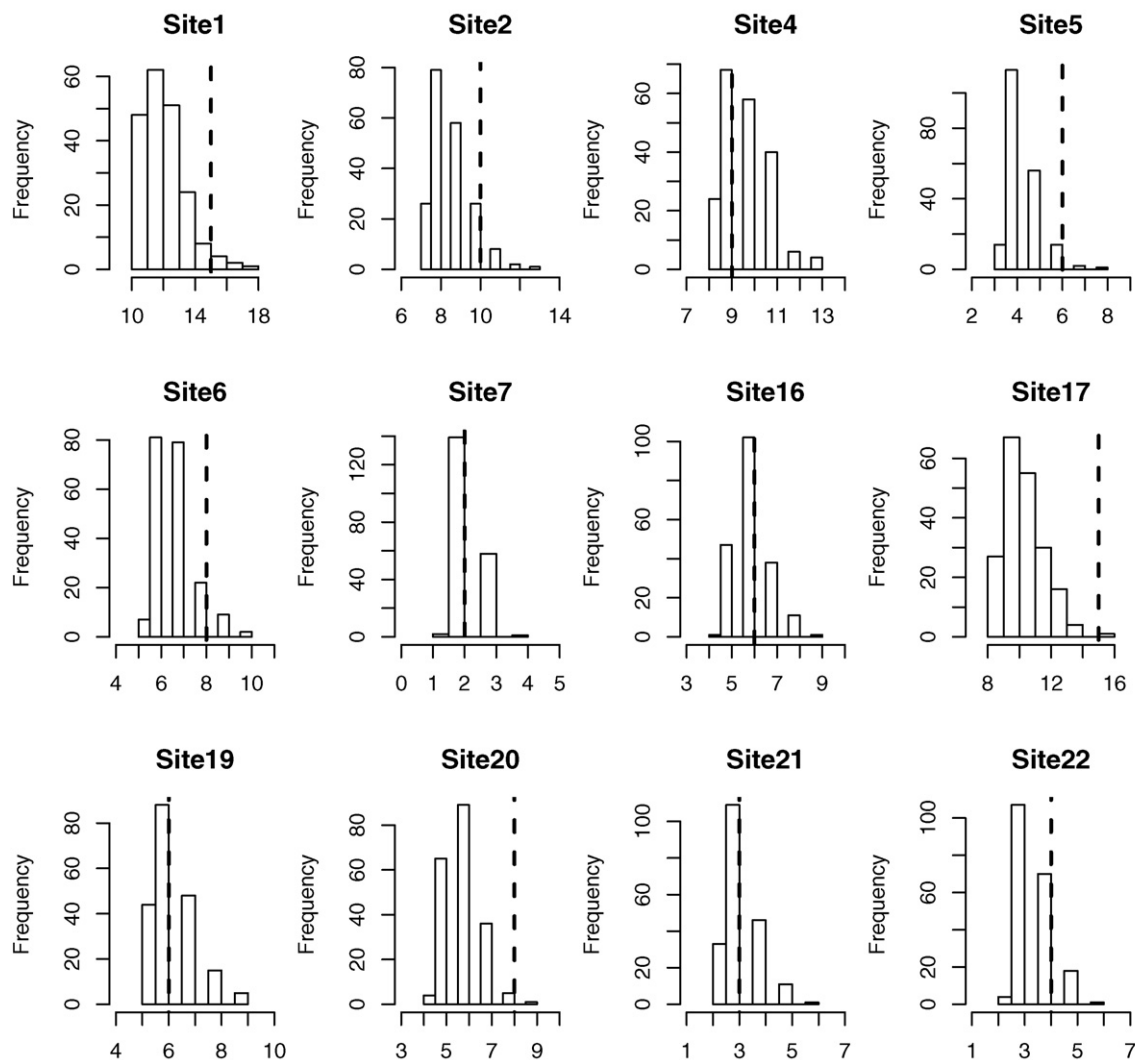 Site1 Site2 Site4 Site5
Frequency 0 20 40 60
10 14 18
Frequency 0 20 40 60 80
6 8 10 14
Frequency 0 20 40 60
7 9 11 13
Frequency 0 40 80
2 4 6 8
Site6 Site7 Site16 Site17
Frequency 0 20 40 60 80
4 6 8 10
Frequency 0 40 80 120
0 1 2 3 4 5
Frequency 0 20 40 60 100
3 5 7 9
Frequency 0 20 40 60
8 12 16
Site19 Site20 Site21 Site22
Frequency 0 20 40 60 80
4 6 8 10
Frequency 0 20 40 60 80
3 5 7 9
Frequency 0 20 60 100
1 3 5 7
Frequency 0 20 60 100
1 3 5 7